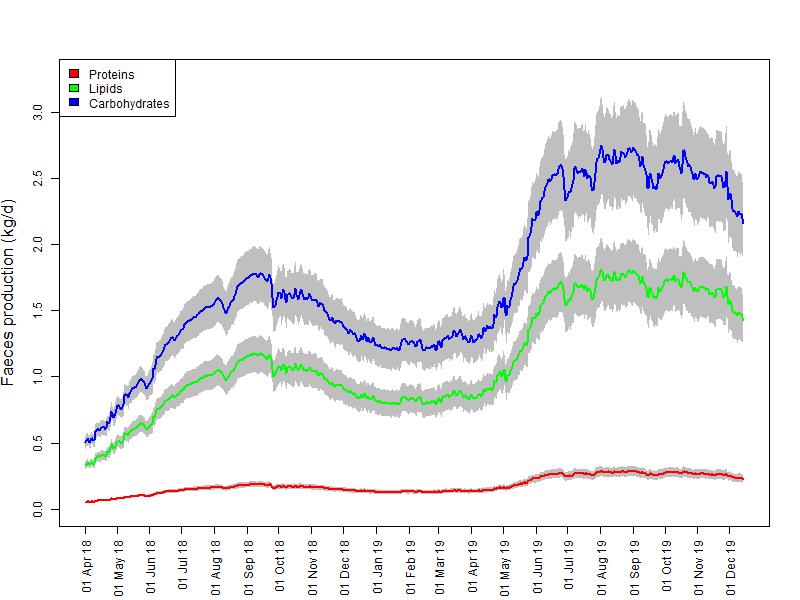 Proteins
Lipids
Carbohydrates
Faeces production (kg/d)
3.0
2.5
2.0
1.5
1.0
0.5
0.0
01 Apr 18
01 May 18
01 Jun 18
01 Jul 18
01 Aug 18
01 Sep 18
01 Oct 18
01 Nov 18
01 Dec 18
01 Jan 19
01 Feb 19
01 Mar 19
01 Apr 19
01 May 19
01 Jun 19
01 Jul 19
01 Aug 19
01 Sep 19
01 Oct 19
01 Nov 19
01 Dec 19